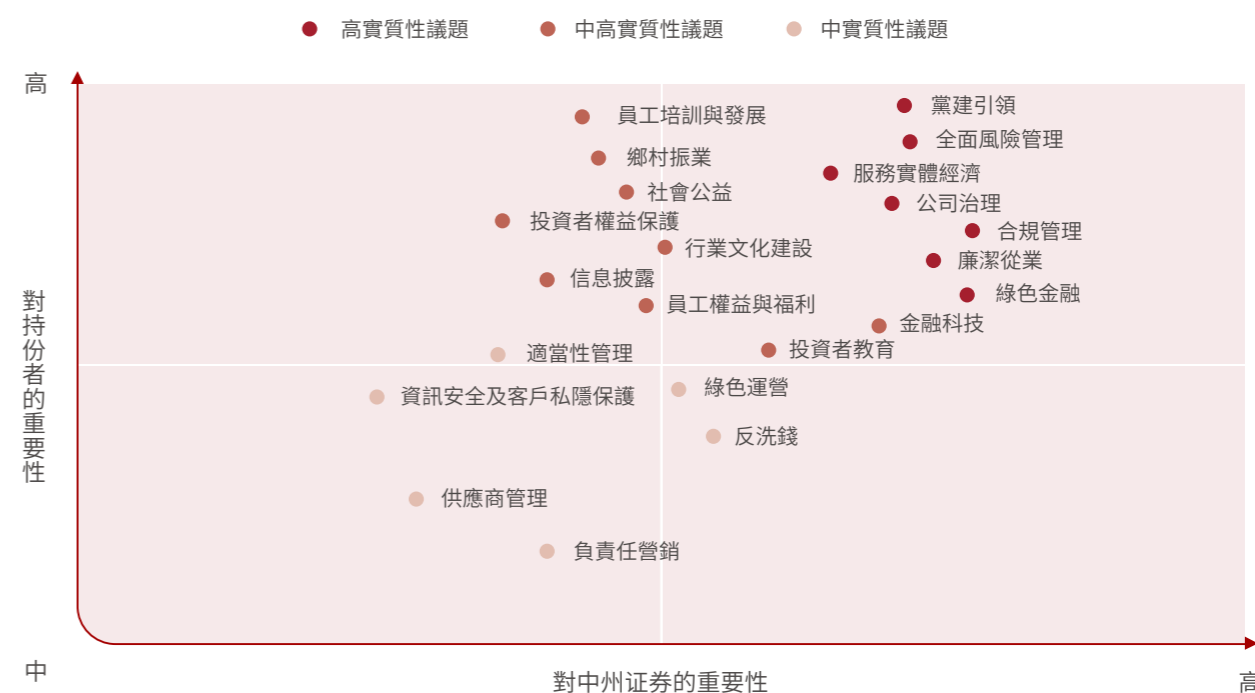 高實質性議題 中高實質性議題 中實質性議題
高
員工培訓與發展
黨建引領
全面風險管理
鄉村振業
服務實體經濟
社會公益
公司治理
投資者權益保護
合規管理
行業文化建設
廉潔從業
信息披露
綠色金融
員工權益與福利
金融科技
投資者教育
適當性管理
綠色運營
資訊安全及客戶私隱保護
反洗錢
供應商管理
負責任營銷
對持份者的重要性
中
對中州证券的重要性
高